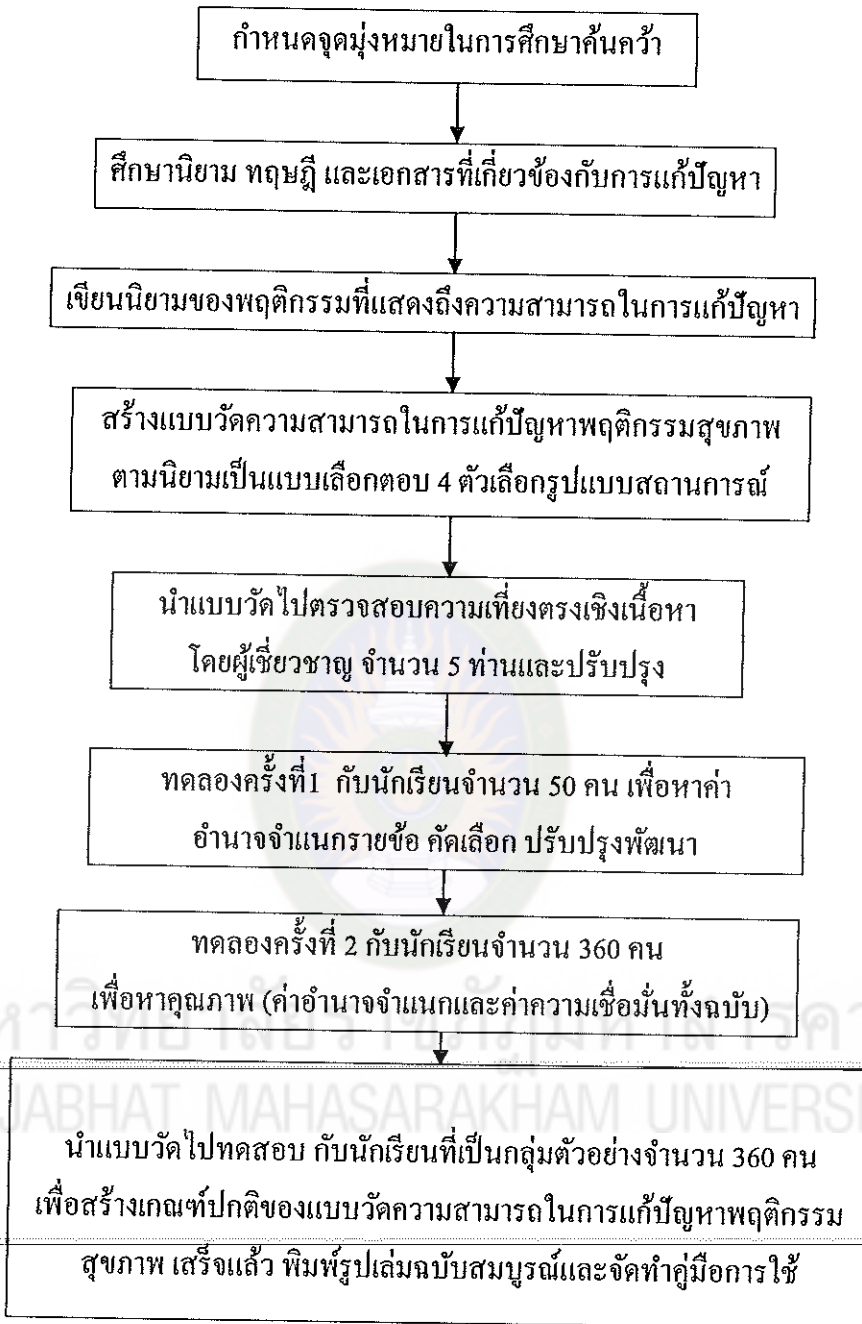 กำหนดจุดมุ่งหมายในการศึกษาค้นคว้า
ศึกษานิยาม ทฤษฎี และเอกสารที่เกี่ยวข้องกับการแก้ปัญหา
เขียนนิยามของพฤติกรรมที่แสดงถึงความสามารถในการแก้ปัญหา
สร้างแบบวัดความสามารถในการแก้ปัญหาพฤติกรรมสุขภาพ
ตามนิยามเป็นแบบเลือกตอบ 4 ตัวเลือกรูปแบบสถานการณ์
นำแบบวัดไปตรวจสอบความเที่ยงตรงเชิงเนื้อหา
โดยผู้เชี่ยวชาญ จำนวน 5 ท่านและปรับปรุง
ทดลองครั้งที่1 กับนักเรียนจำนวน 50 คน เพื่อหาค่า
อำนาจจำแนกรายข้อ คัดเลือก ปรับปรุงพัฒนา
ทดลองครั้งที่ 2 กับนักเรียนจำนวน 360 คน
เพื่อหาคุณภาพ (ค่าอำนาจจำแนกและค่าความเชื่อมั่นทั้งฉบับ)
JABHAT MAHASARAKHAM UNIVERSI
นำแบบวัดไปทดสอบ กับนักเรียนที่เป็นกลุ่มตัวอย่างจำนวน 360 คน
เพื่อสร้างเกณฑ์ปกติของแบบวัดความสามารถในการแก้ปัญหาพฤติกรรม
สุขภาพ เสร็จแล้ว พิมพ์รูปเล่มฉบับสมบูรณ์และจัดทำคู่มือการใช้